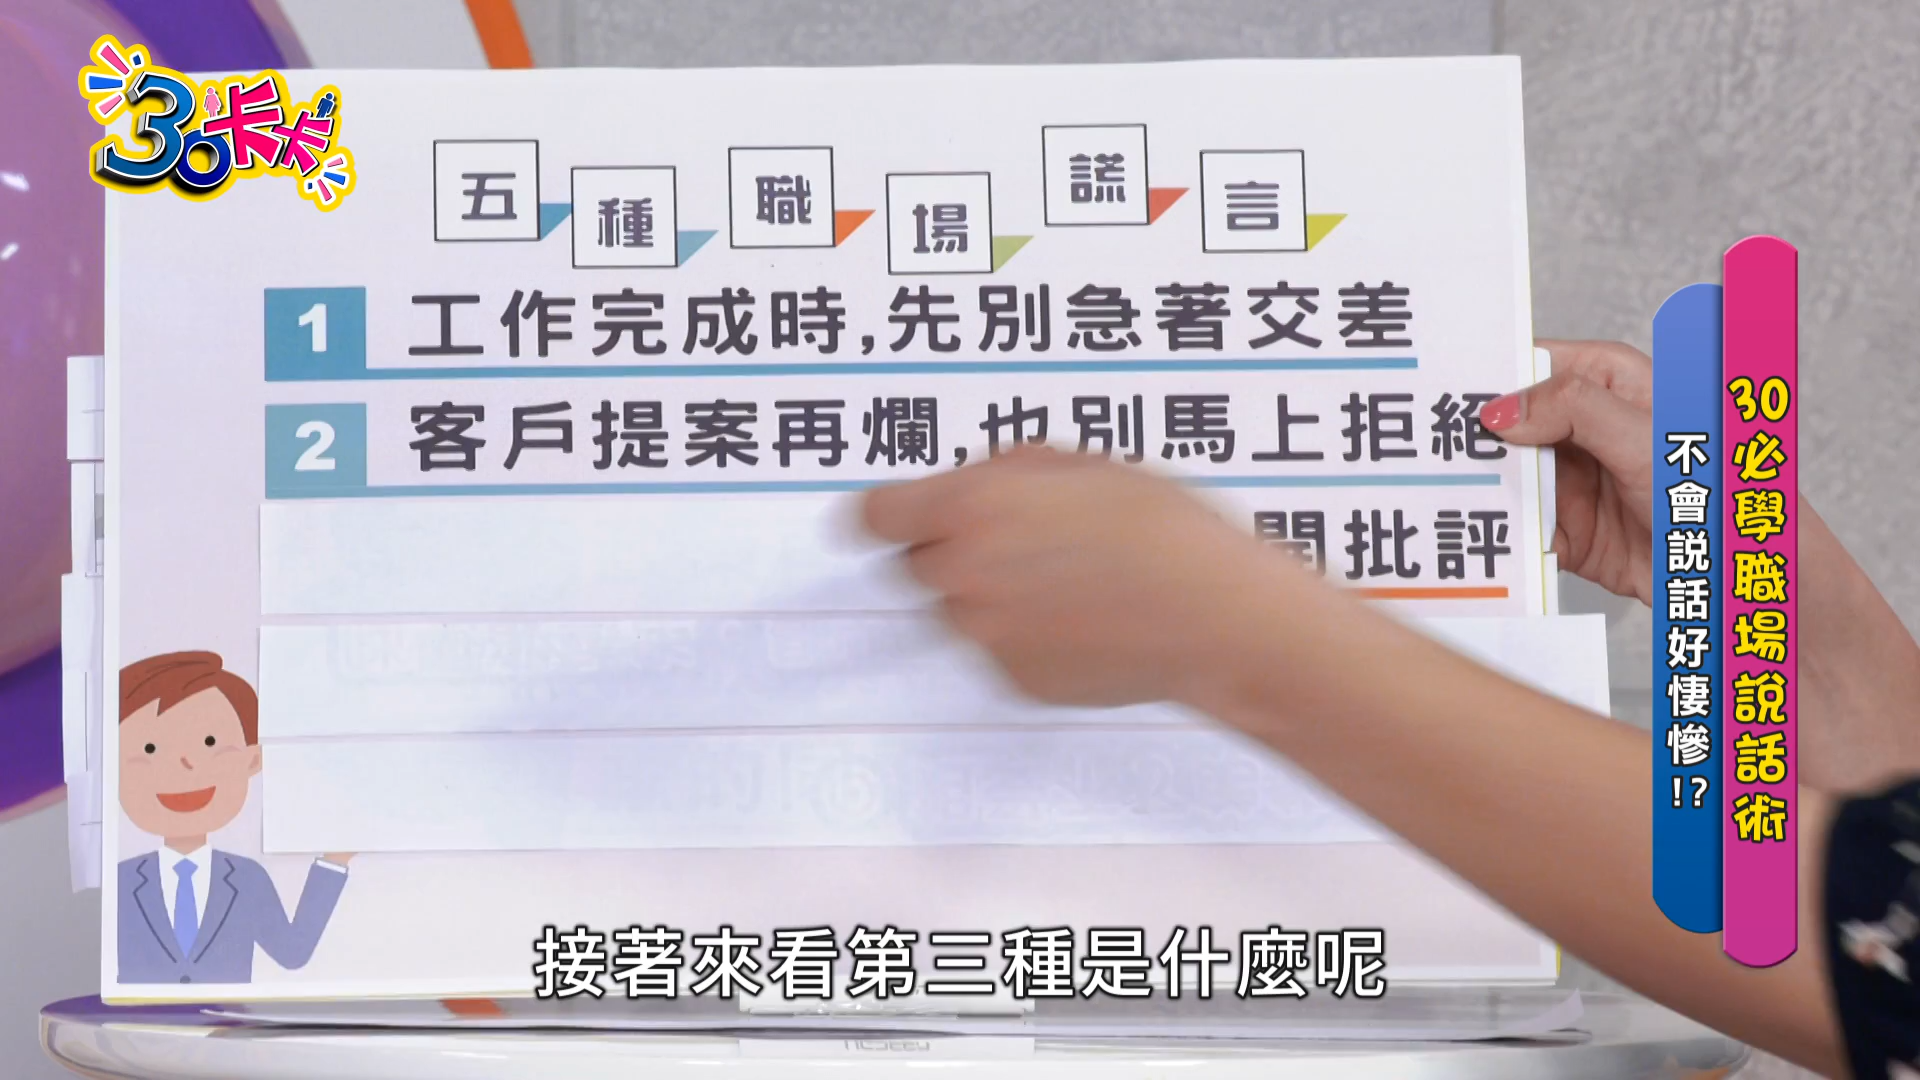 30卡卡
五種職場謊言
1 工作完成時,先別急著交差
2 客戶提案再爛,也別馬上拒絕
開批評
30必學職場說話術
不會說話好悽慘!?
接著來看第三種是什麼呢